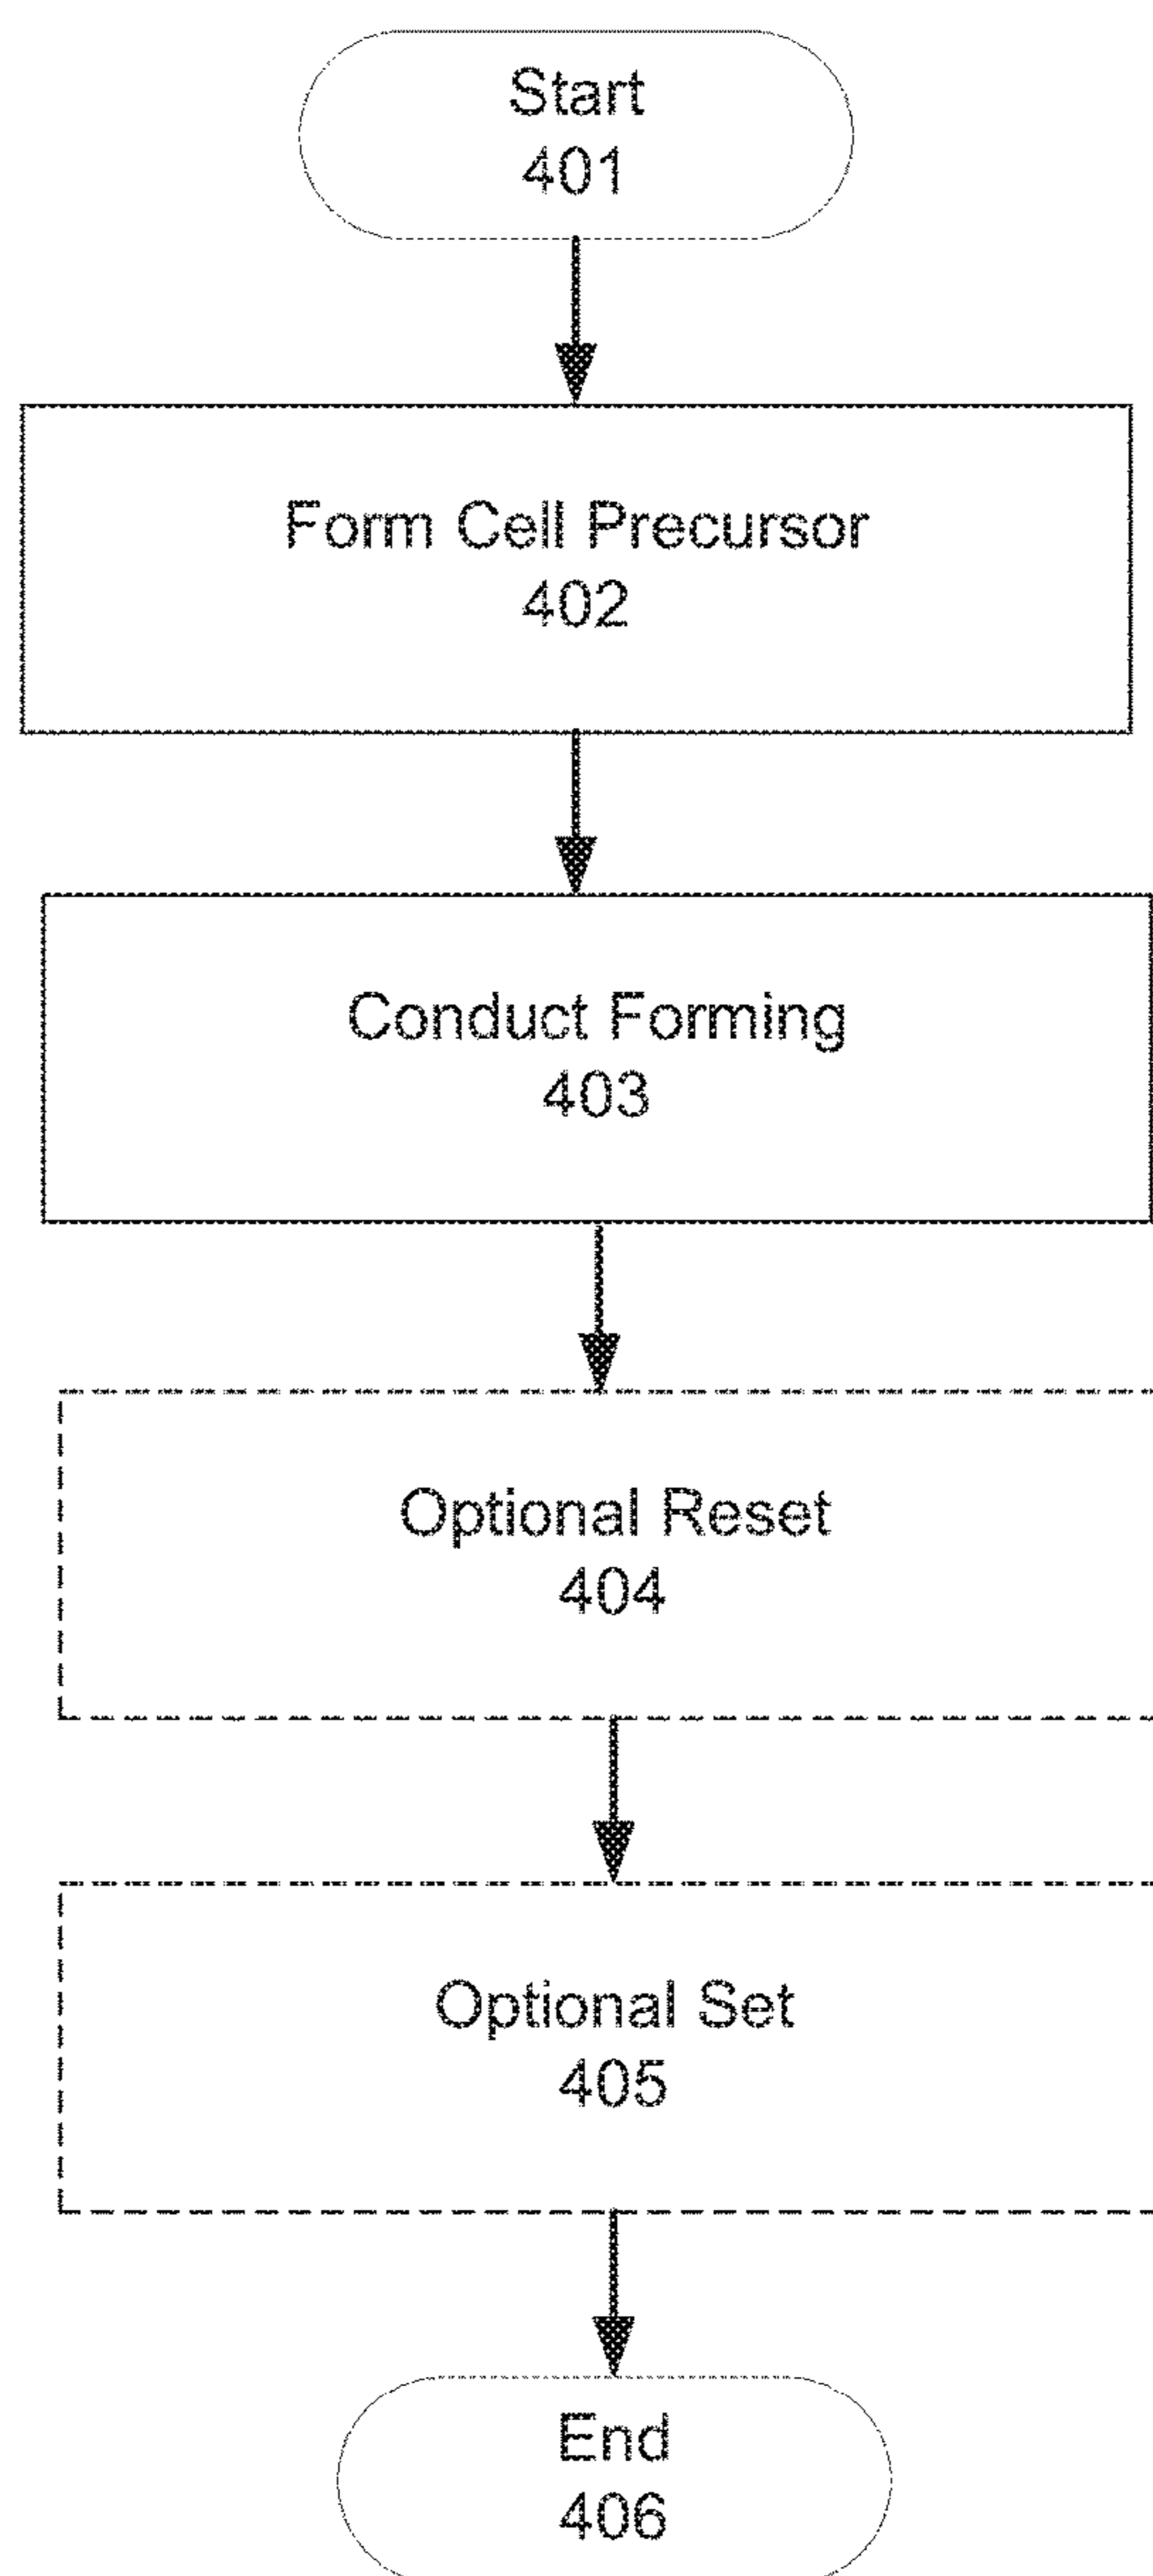 Start
401
Form Cell Precursor
402
Conduct Forming
403
Optional Reset
404
Optional Set
405
End
406